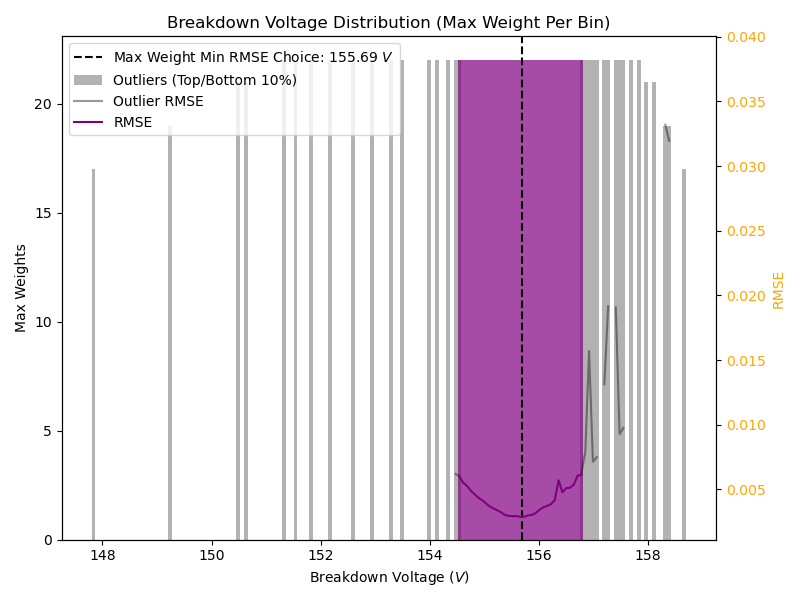 Breakdown Voltage Distribution (Max Weight Per Bin)
Max Weight Min RMSE Choice: 155.69 V
Outliers (Top/Bottom 10%)
Outlier RMSE
RMSE
Max Weights
20
15
10
5
0
0.040
0.035
0.030
0.025
0.020
0.015
0.010
0.005
RMSE
148 150 152 154 156 158
Breakdown Voltage (V)